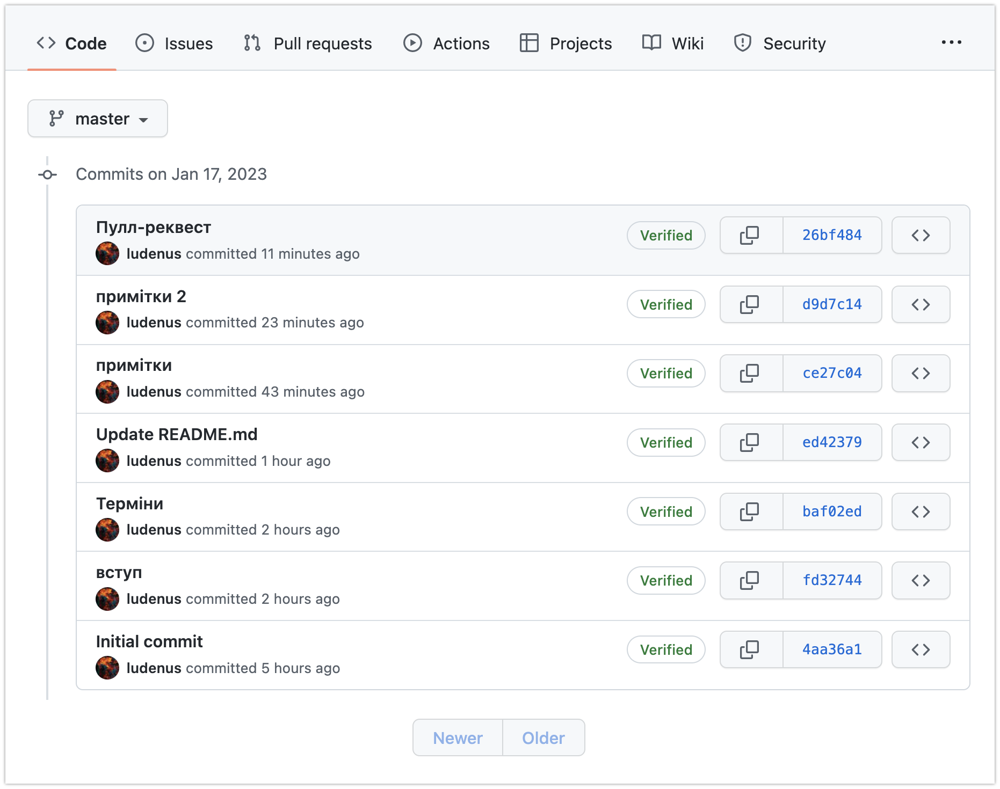 Code Issues Pull requests Actions Projects Wiki Security
master
Commits on Jan 17, 2023
Пулл-реквест
ludenus committed 11 minutes ago
Verified
26bf484
примітки 2
ludenus committed 23 minutes ago
Verified
d9d7c14
примітки
ludenus committed 43 minutes ago
Verified
ce27c04
Update README.md
ludenus committed 1 hour ago
Verified
ed42379
Терміни
ludenus committed 2 hours ago
Verified
baf02ed
вступ
ludenus committed 2 hours ago
Verified
fd32744
Initial commit
ludenus committed 5 hours ago
Verified
4aa36a1
Newer Older